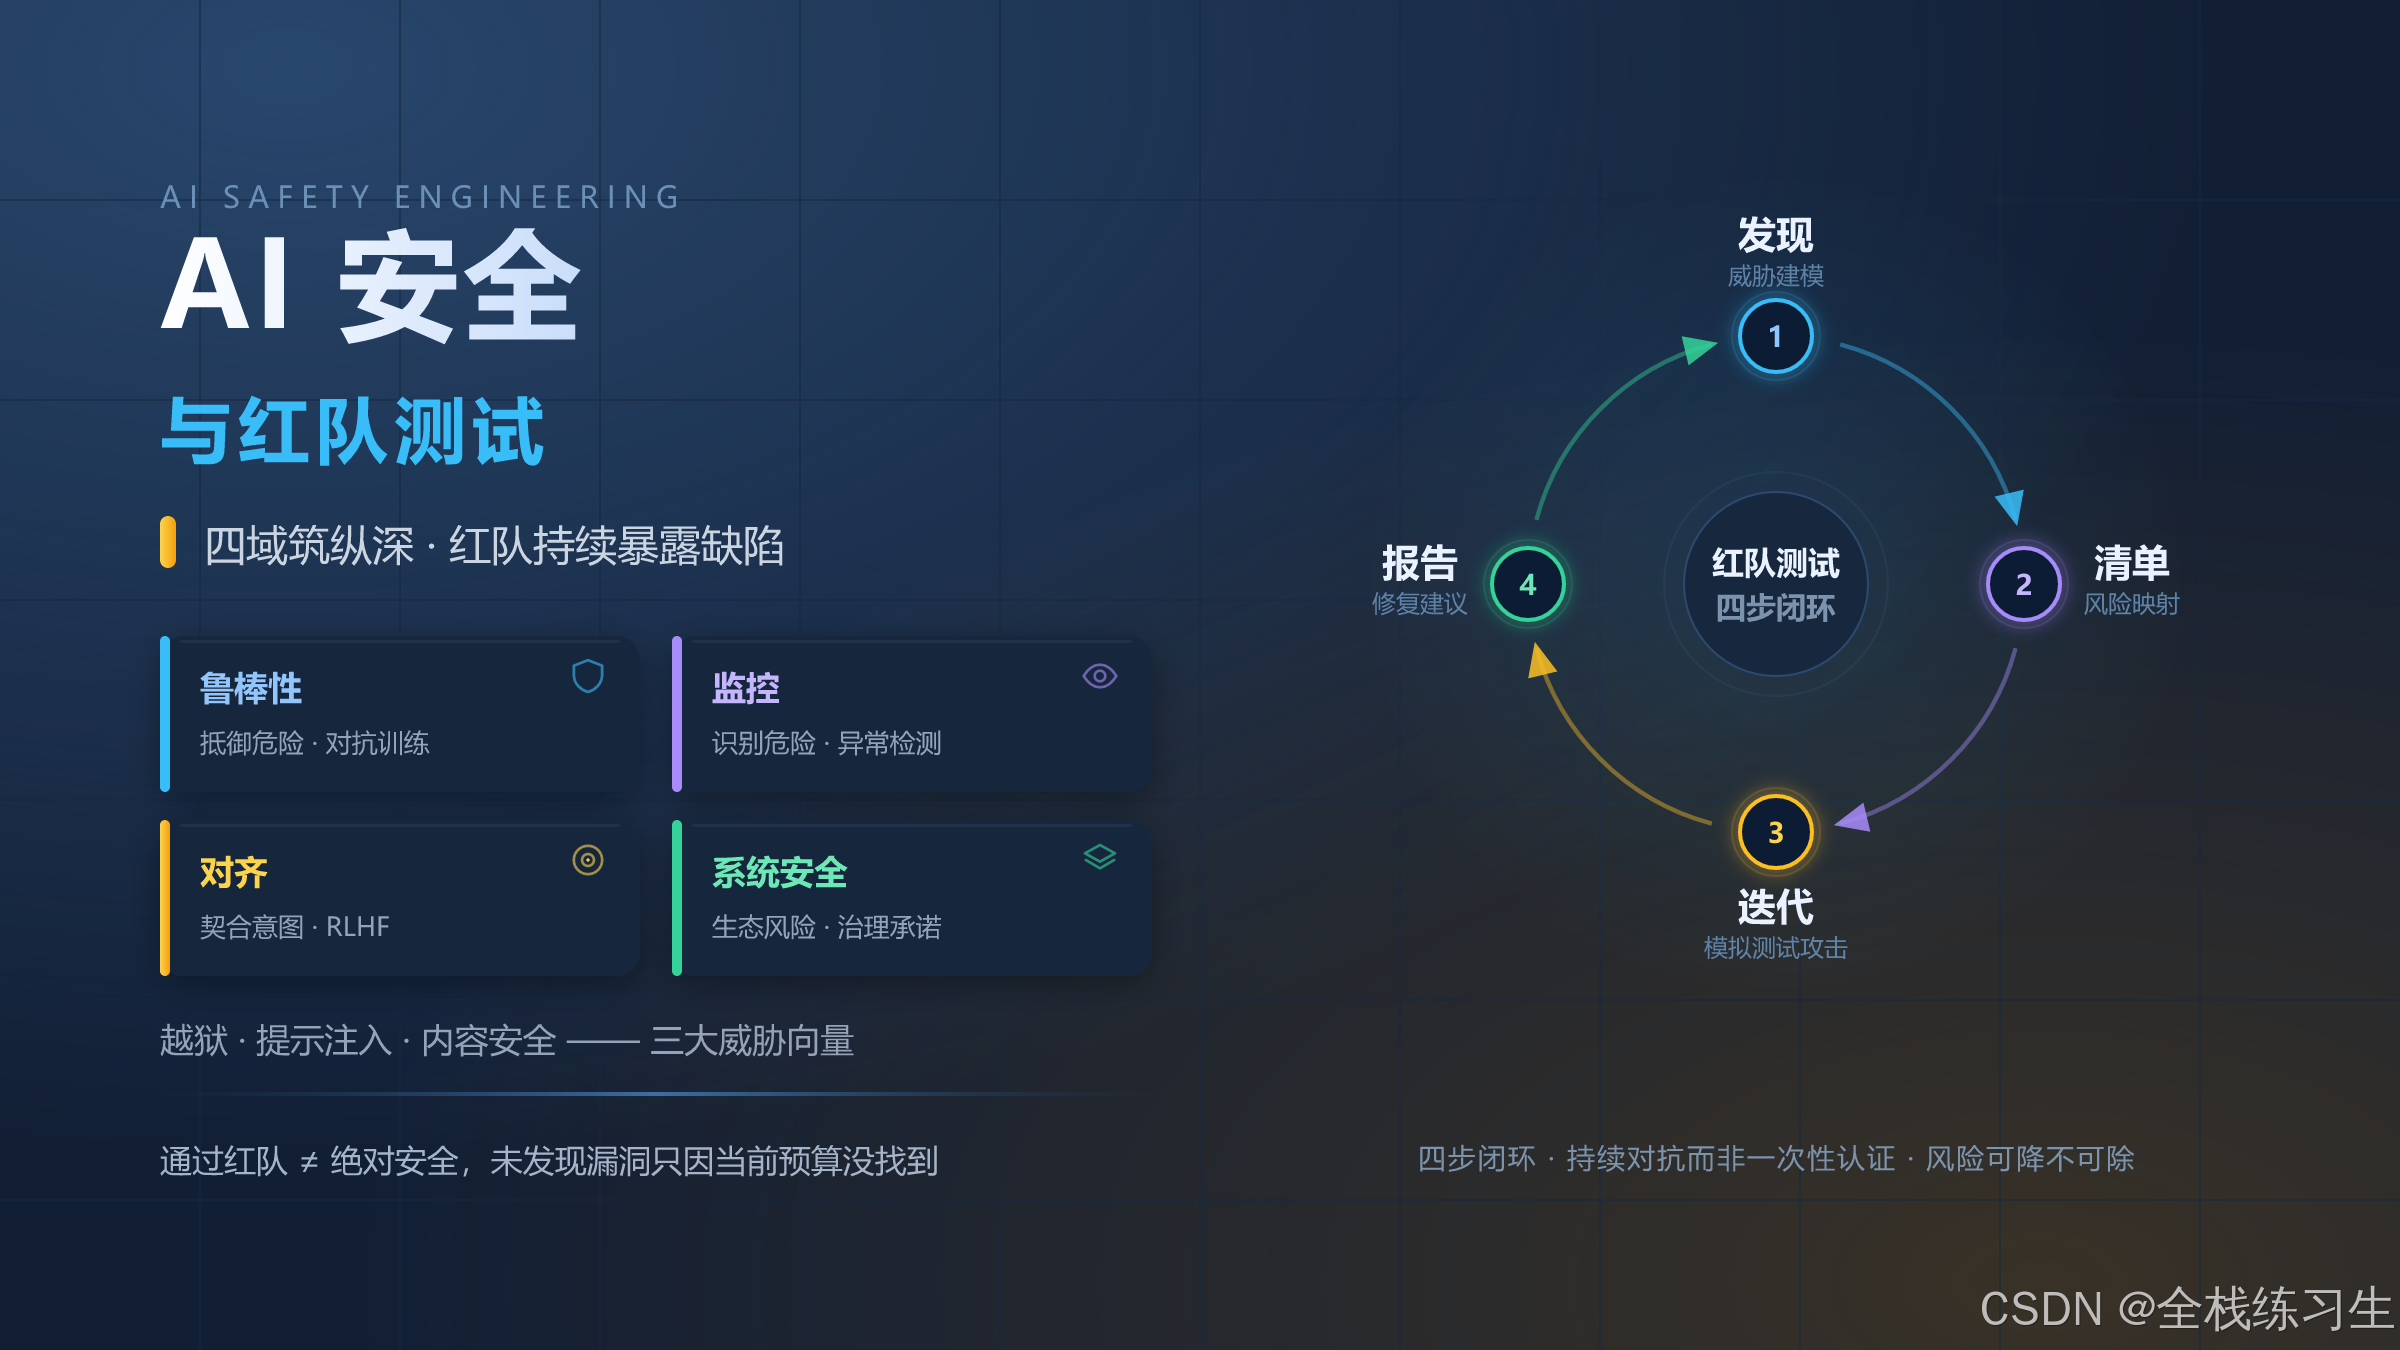 AI SAFETY ENGINEERING
AI 安全
与红队测试
四域筑纵深 · 红队持续暴露缺陷
鲁棒性
抵御危险 · 对抗训练
监控
识别危险 · 异常检测
对齐
契合意图 · RLHF
系统安全
生态风险 · 治理承诺
越狱 · 提示注入 · 内容安全 —— 三大威胁向量
通过红队 ≠ 绝对安全，未发现漏洞只因当前预算没找到
发现
威胁建模
1
清单
风险映射
2
3
迭代
模拟测试攻击
报告
修复建议
4
红队测试
四步闭环
四步闭环 · 持续对抗而非一次性认证 · 风险可降不可除
CSDN @全栈练习生